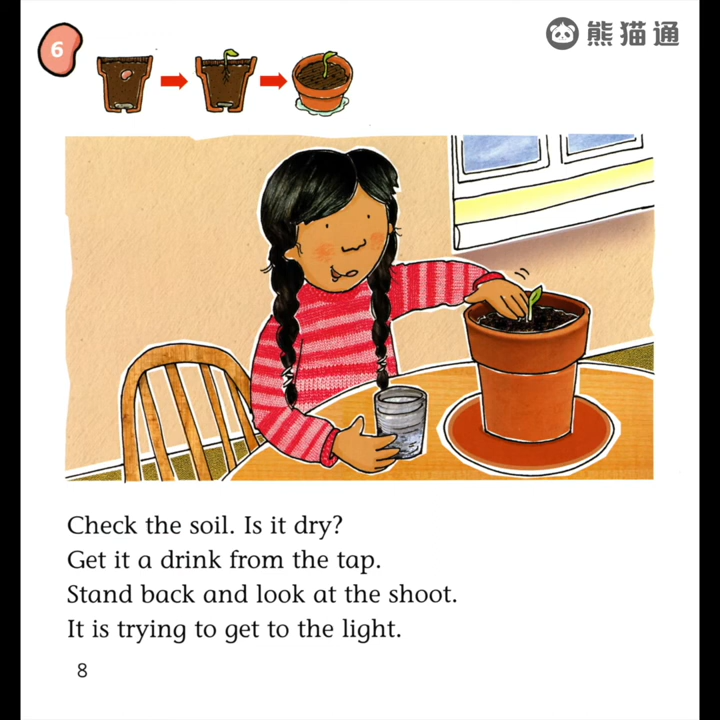 6
熊猫通
Check the soil. Is it dry?
Get it a drink from the tap.
Stand back and look at the shoot.
It is trying to get to the light.
8